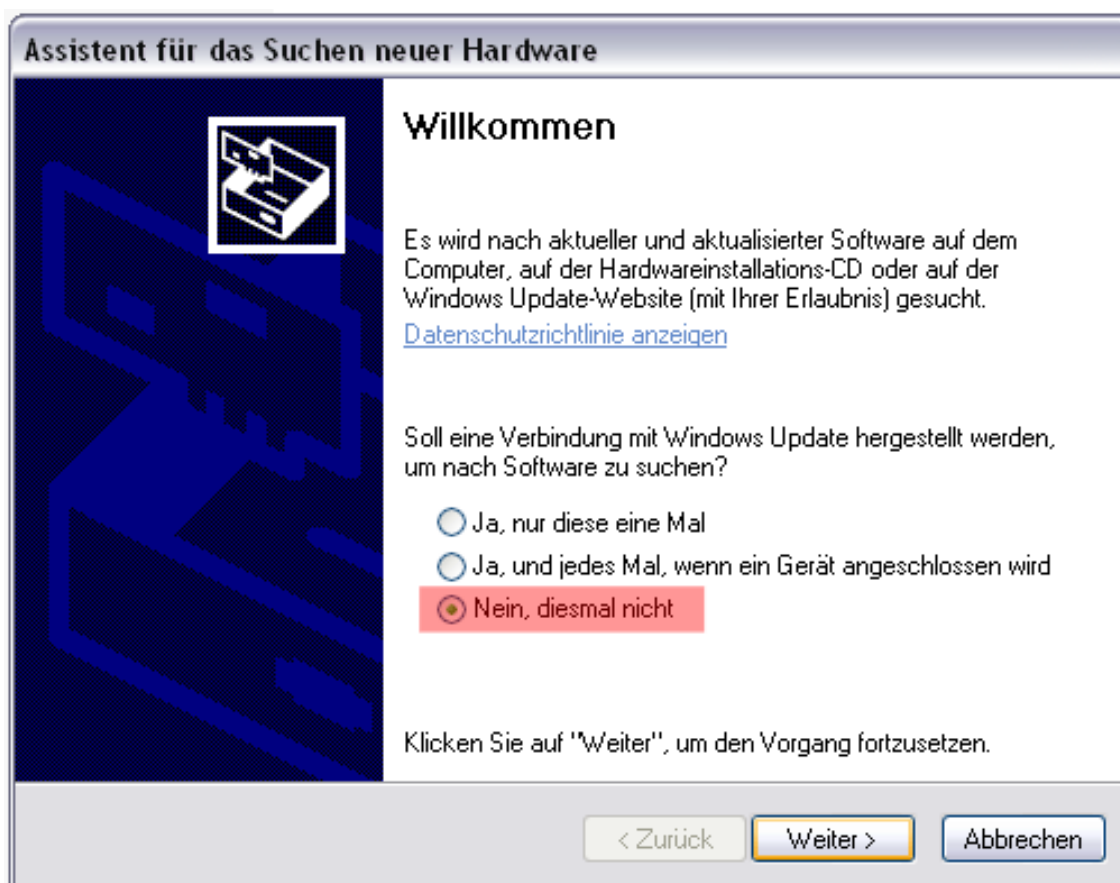 Assistent für das Suchen neuer Hardware
Willkommen
Es wird nach aktueller und aktualisierter Software auf dem
Computer, auf der Hardwareinstallations-CD oder auf der
Windows Update-Website (mit Ihrer Erlaubnis) gesucht.
Datenschutzrichtlinie anzeigen
Soll eine Verbindung mit Windows Update hergestellt werden,
um nach Software zu suchen?
Ja, nur diese eine Mal
Ja, und jedes Mal, wenn ein Gerät angeschlossen wird
Nein, diesmal nicht
Klicken Sie auf "Weiter", um den Vorgang fortzusetzen.
< Zurück Weiter > Abbrechen